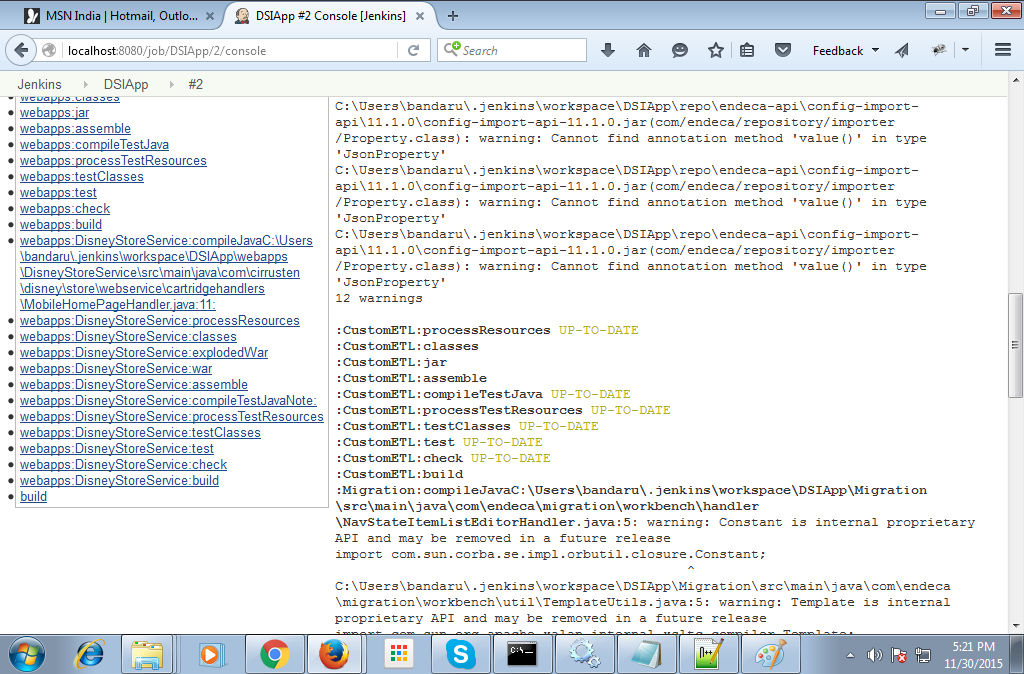 MSN India | Hotmail, Outlo...
DSIApp #2 Console [Jenkins]
localhost:8080/job/DSIApp/2/console
Search
Feedback
Jenkins
DSIApp
#2
webapps:classes
webapps:jar
webapps:assemble
webapps:compileTestJava
webapps:processTestResources
webapps:testClasses
webapps:test
webapps:check
webapps:build
webapps:DisneyStoreService:compileJavaC:\Users
\bandaru\.jenkins\workspace\DSIApp\webapps
\DisneyStoreService\src\main\java\com\cirrusten
\disney\store\webservice\cartridgehandlers
\MobileHomePageHandler.java:11:
webapps:DisneyStoreService:processResources
webapps:DisneyStoreService:classes
webapps:DisneyStoreService:explodedWar
webapps:DisneyStoreService:war
webapps:DisneyStoreService:assemble
webapps:DisneyStoreService:compileTestJavaNote:
webapps:DisneyStoreService:processTestResources
webapps:DisneyStoreService:testClasses
webapps:DisneyStoreService:test
webapps:DisneyStoreService:check
webapps:DisneyStoreService:build
build
C:\Users\bandaru\.jenkins\workspace\DSIApp\repo\endeca-api\config-import-
api\11.1.0\config-import-api-11.1.0.jar(com/endeca/repository/importer
/Property.class): warning: Cannot find annotation method 'value()' in type
'JsonProperty'
C:\Users\bandaru\.jenkins\workspace\DSIApp\repo\endeca-api\config-import-
api\11.1.0\config-import-api-11.1.0.jar(com/endeca/repository/importer
/Property.class): warning: Cannot find annotation method 'value()' in type
'JsonProperty'
C:\Users\bandaru\.jenkins\workspace\DSIApp\repo\endeca-api\config-import-
api\11.1.0\config-import-api-11.1.0.jar(com/endeca/repository/importer
/Property.class): warning: Cannot find annotation method 'value()' in type
'JsonProperty'
12 warnings
:CustomETL:processResources UP-TO-DATE
:CustomETL:classes
:CustomETL:jar
:CustomETL:assemble
:CustomETL:compileTestJava UP-TO-DATE
:CustomETL:processTestResources UP-TO-DATE
:CustomETL:testClasses UP-TO-DATE
:CustomETL:test UP-TO-DATE
:CustomETL:check UP-TO-DATE
:CustomETL:build
:Migration:compileJavaC:\Users\bandaru\.jenkins\workspace\DSIApp\Migration
\src\main\java\com\endeca\migration\workbench\handler
\NavStateItemListEditorHandler.java:5: warning: Constant is internal proprietary
API and may be removed in a future release
import com.sun.corba.se.impl.orbutil.closure.Constant;
^
C:\Users\bandaru\.jenkins\workspace\DSIApp\Migration\src\main\java\com\endeca
\migration\workbench\util\TemplateUtils.java:5: warning: Template is internal
proprietary API and may be removed in a future release
import com.sun.org.apache.xalan.internal.xsltc.compiler.Template;
5:21 PM
11/30/2015